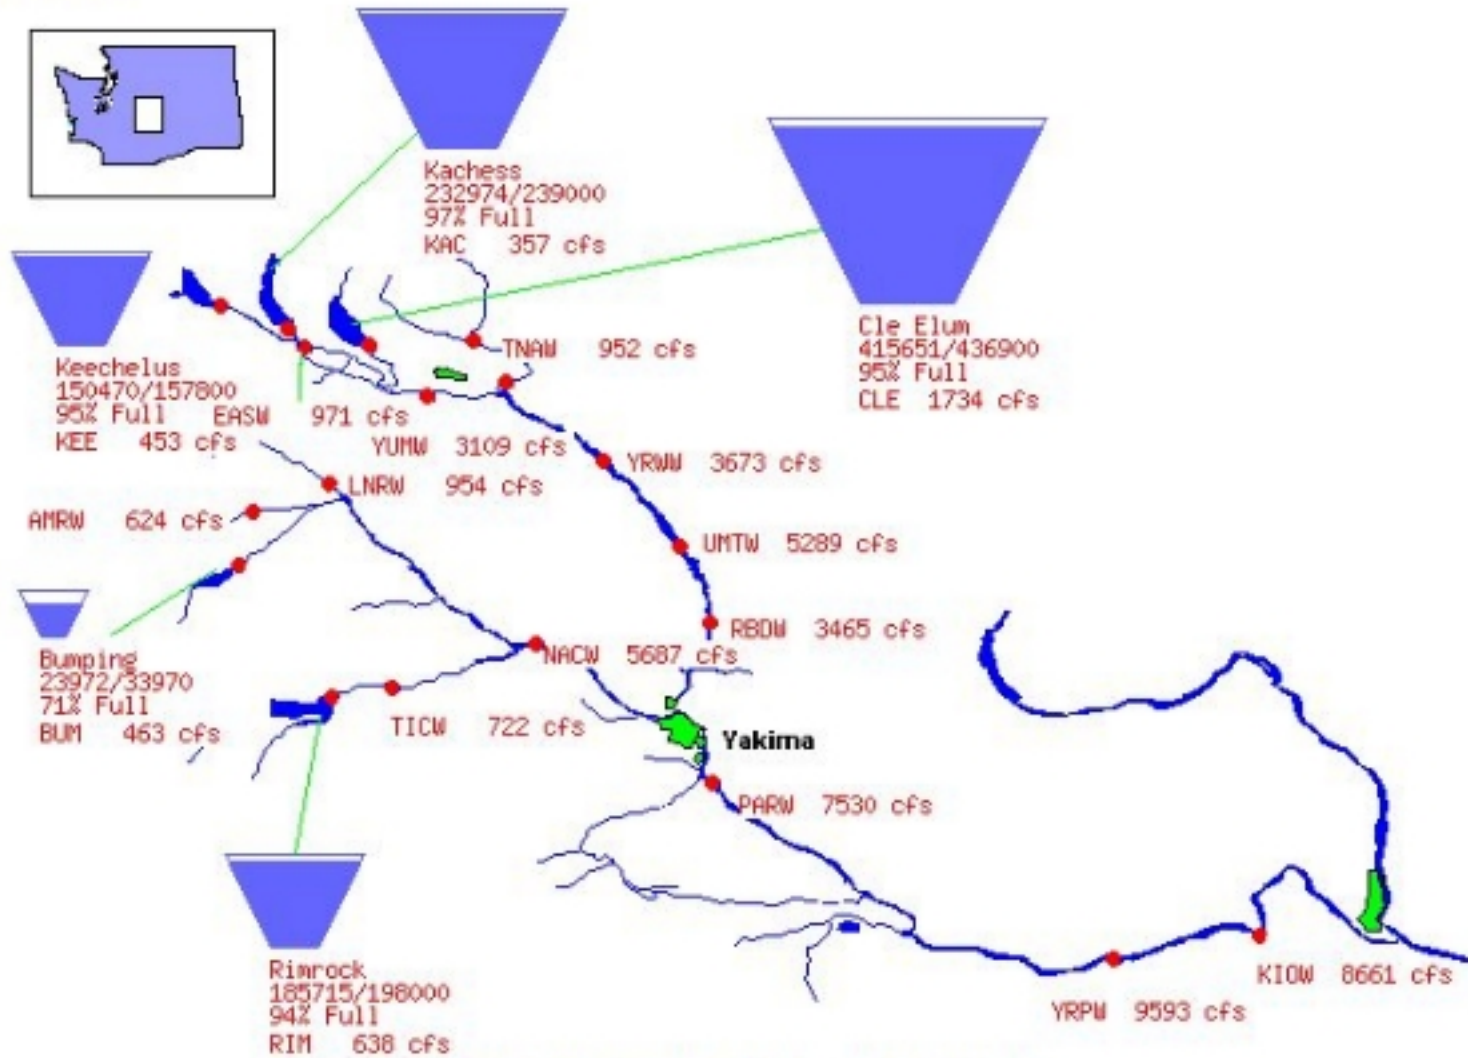 Kachess
232974/239000
97% Full
KAC 357 cfs
Cle Elum
415651/436900
95% Full
CLE 1734 cfs
Keechelus
150470/157800
95% Full
KEE 453 cfs
TNAW 952 cfs
EASW 971 cfs
YUMW 3109 cfs
YRWW 3673 cfs
LNRW 954 cfs
AMRW 624 cfs
UMTW 5289 cfs
RBDW 3465 cfs
Bumping
23972/33970
71% Full
BUM 463 cfs
NACW 5687 cfs
TICW 722 cfs
Yakima
PARW 7530 cfs
Rimrock
185715/198000
94% Full
RIM 638 cfs
KIOW 8661 cfs
YRPW 9593 cfs